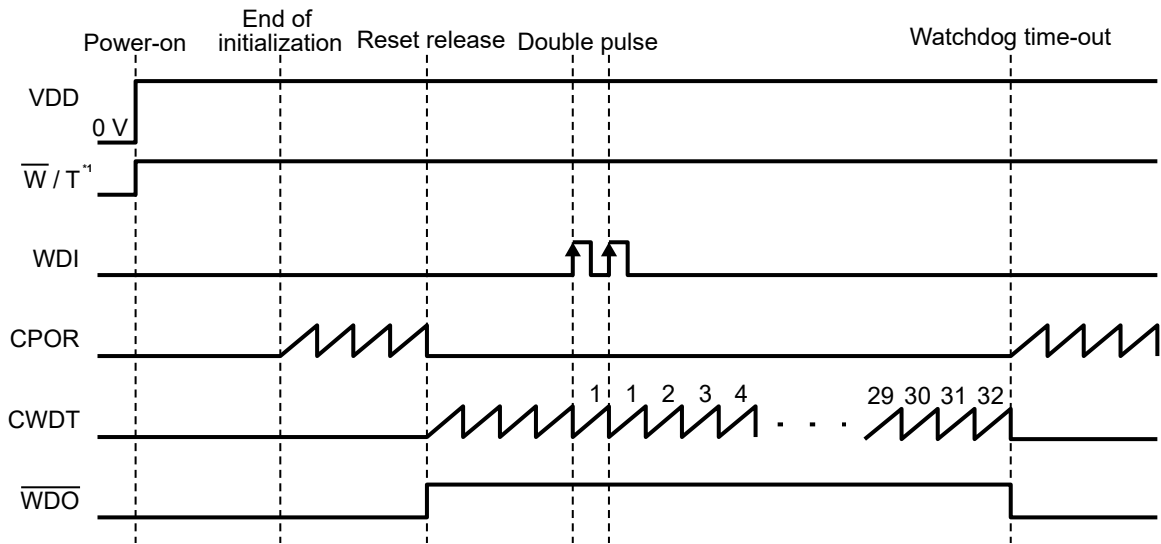 End of
initialization
Power-on
Reset release
Double pulse
Watchdog time-out
VDD
0 V
W / T *1
WDI
CPOR
1 1 2 3 4
29 30 31 32
CWDT
WDO